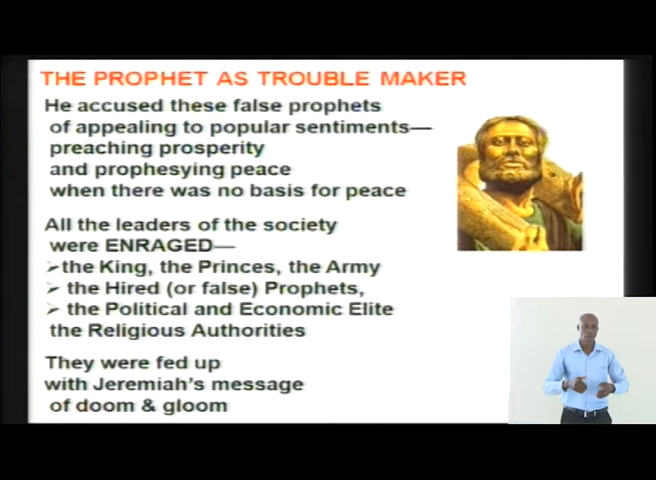 THE PROPHET AS TROUBLE MAKER
He accused these false prophets
of appealing to popular sentiments—
preaching prosperity
and prophesying peace
when there was no basis for peace
All the leaders of the society
were ENRAGED—
➢the King, the Princes, the Army
➢ the Hired (or false) Prophets,
➢ the Political and Economic Elite
the Religious Authorities
They were fed up
with Jeremiah's message
of doom & gloom